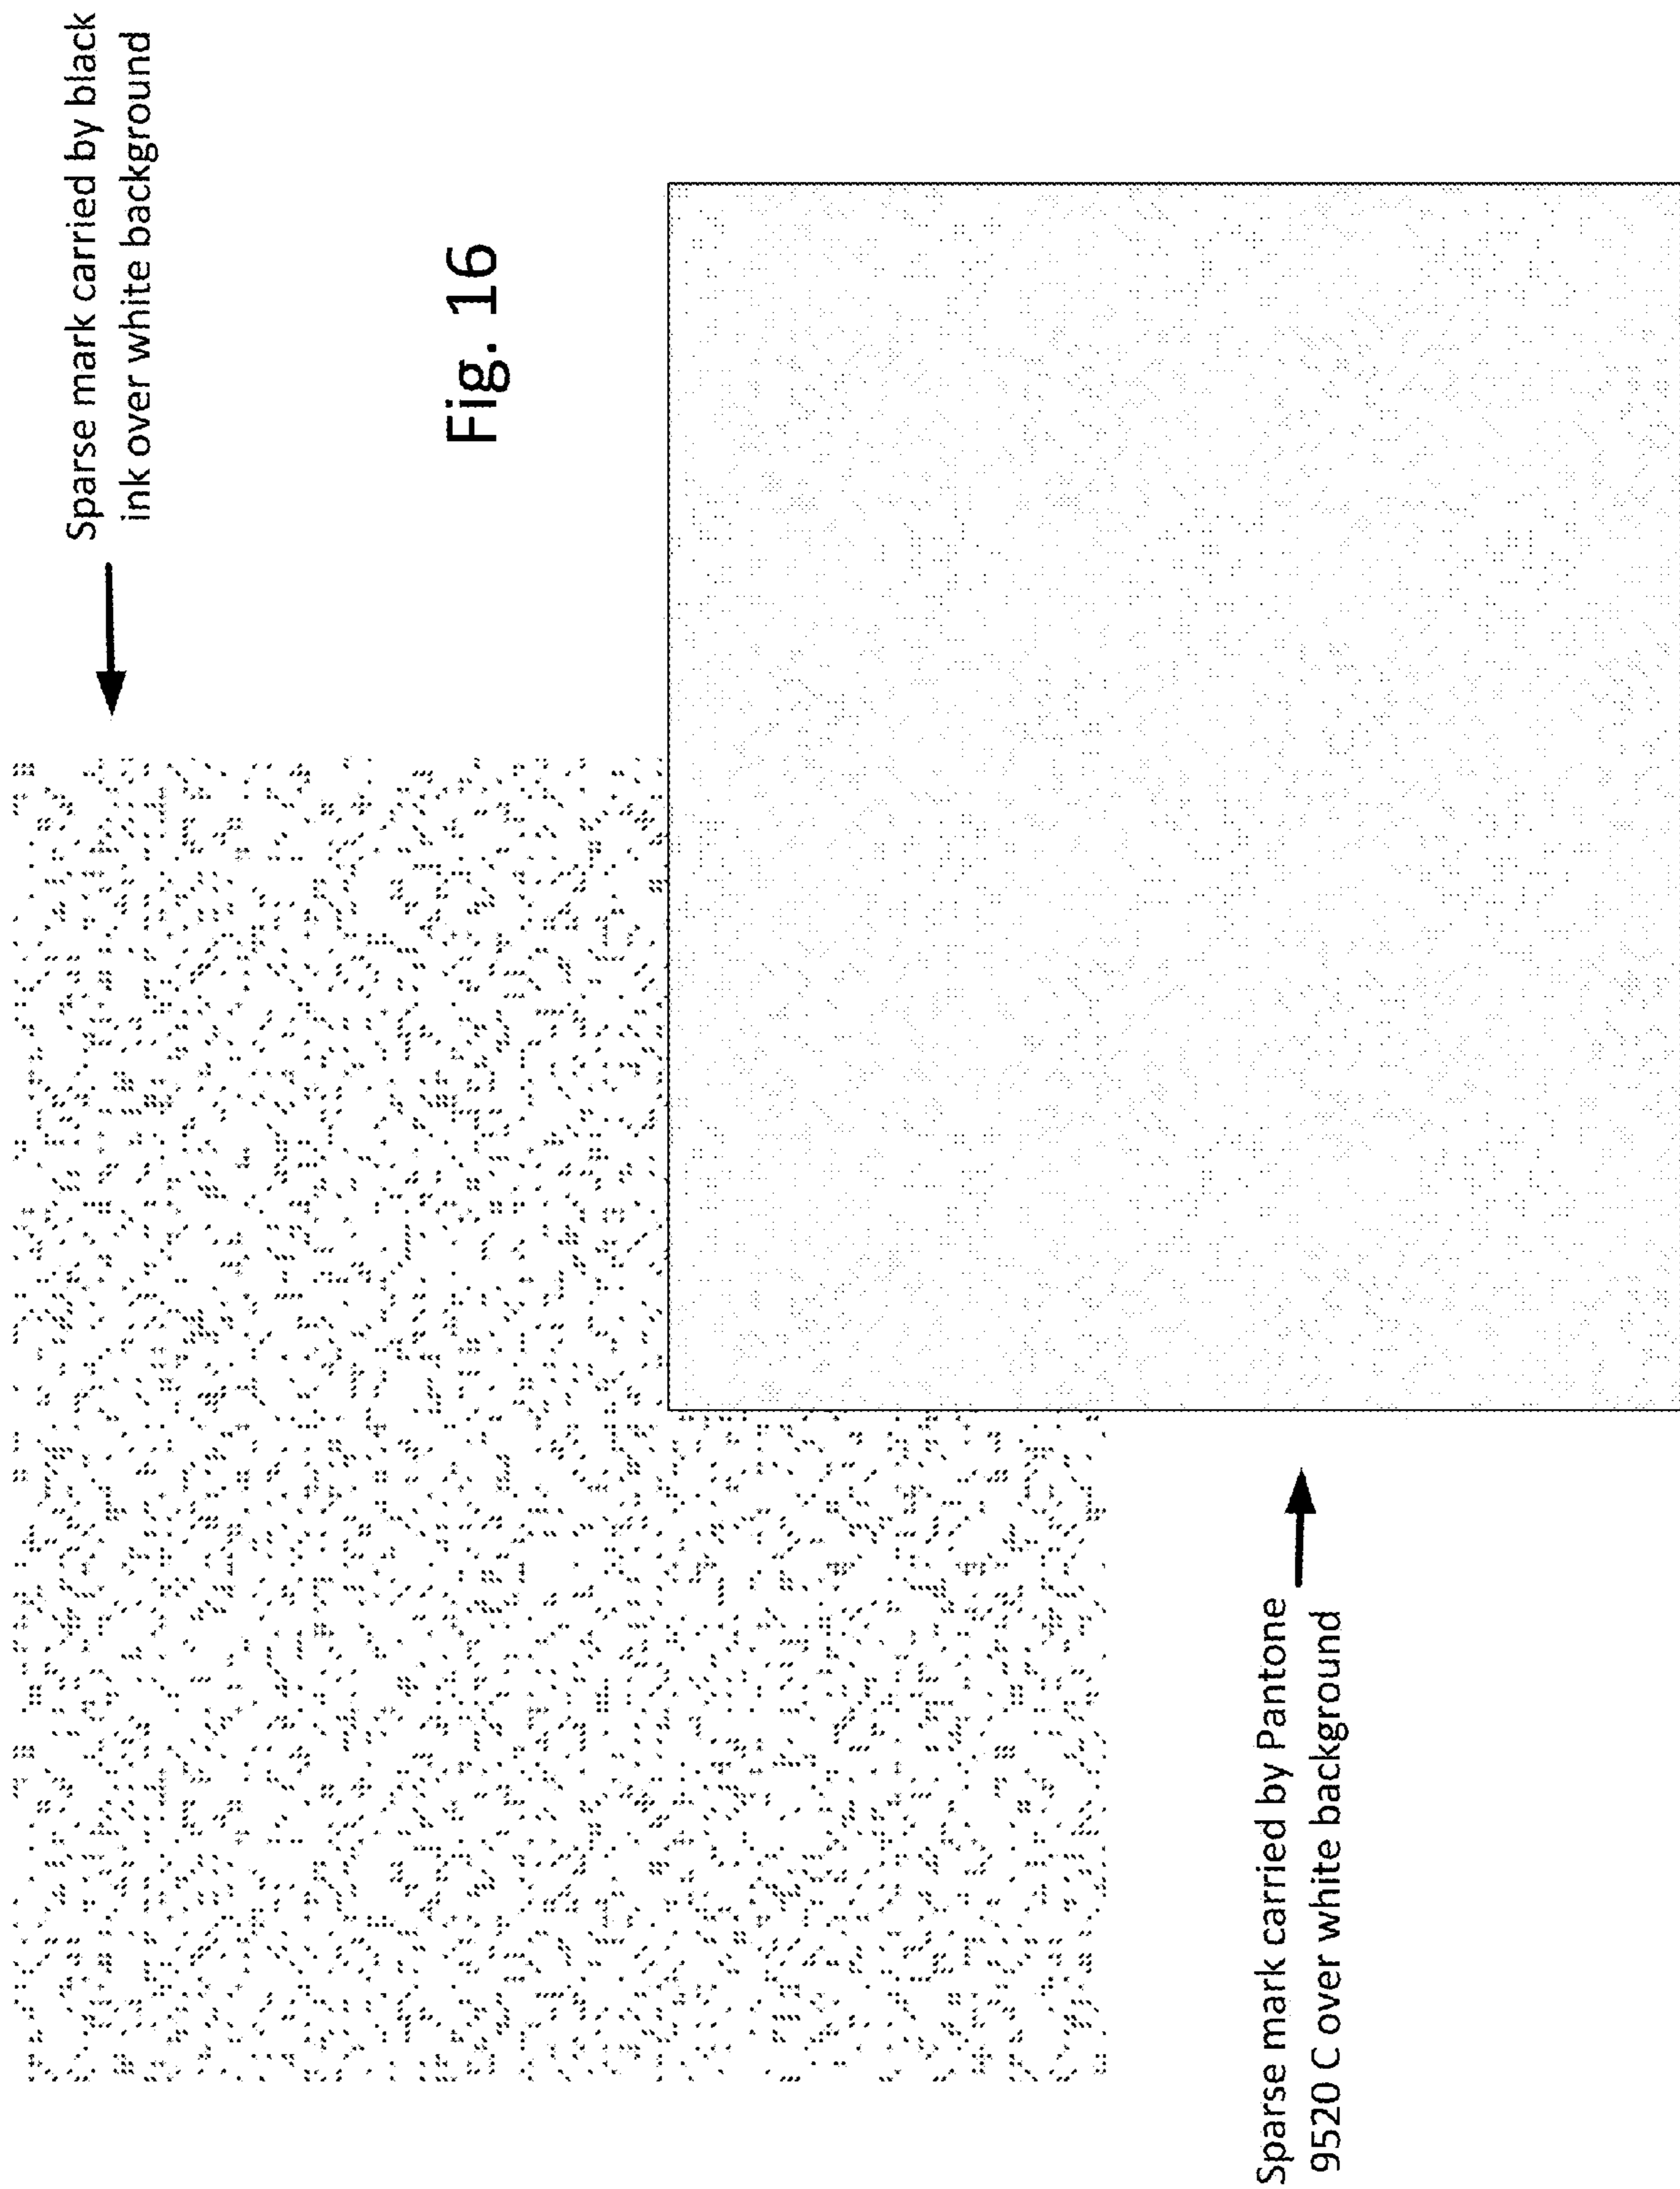 Sparse mark carried by black
ink over white background
Fig. 16
Sparse mark carried by Pantone
9520 C over white background